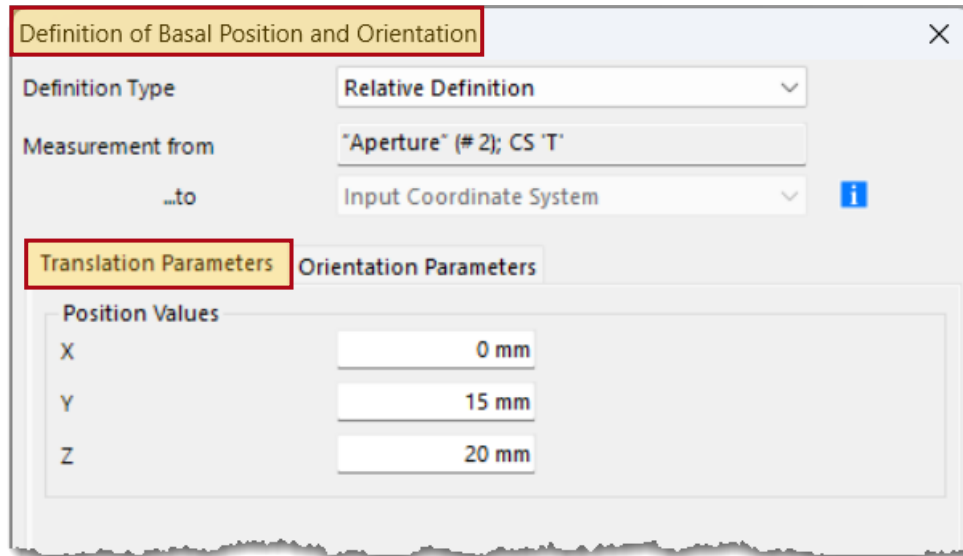 Definition of Basal Position and Orientation
Definition Type Relative Definition
Measurement from "Aperture" (# 2); CS 'T'
...to Input Coordinate System
Translation Parameters Orientation Parameters
Position Values
X 0 mm
Y 15 mm
Z 20 mm